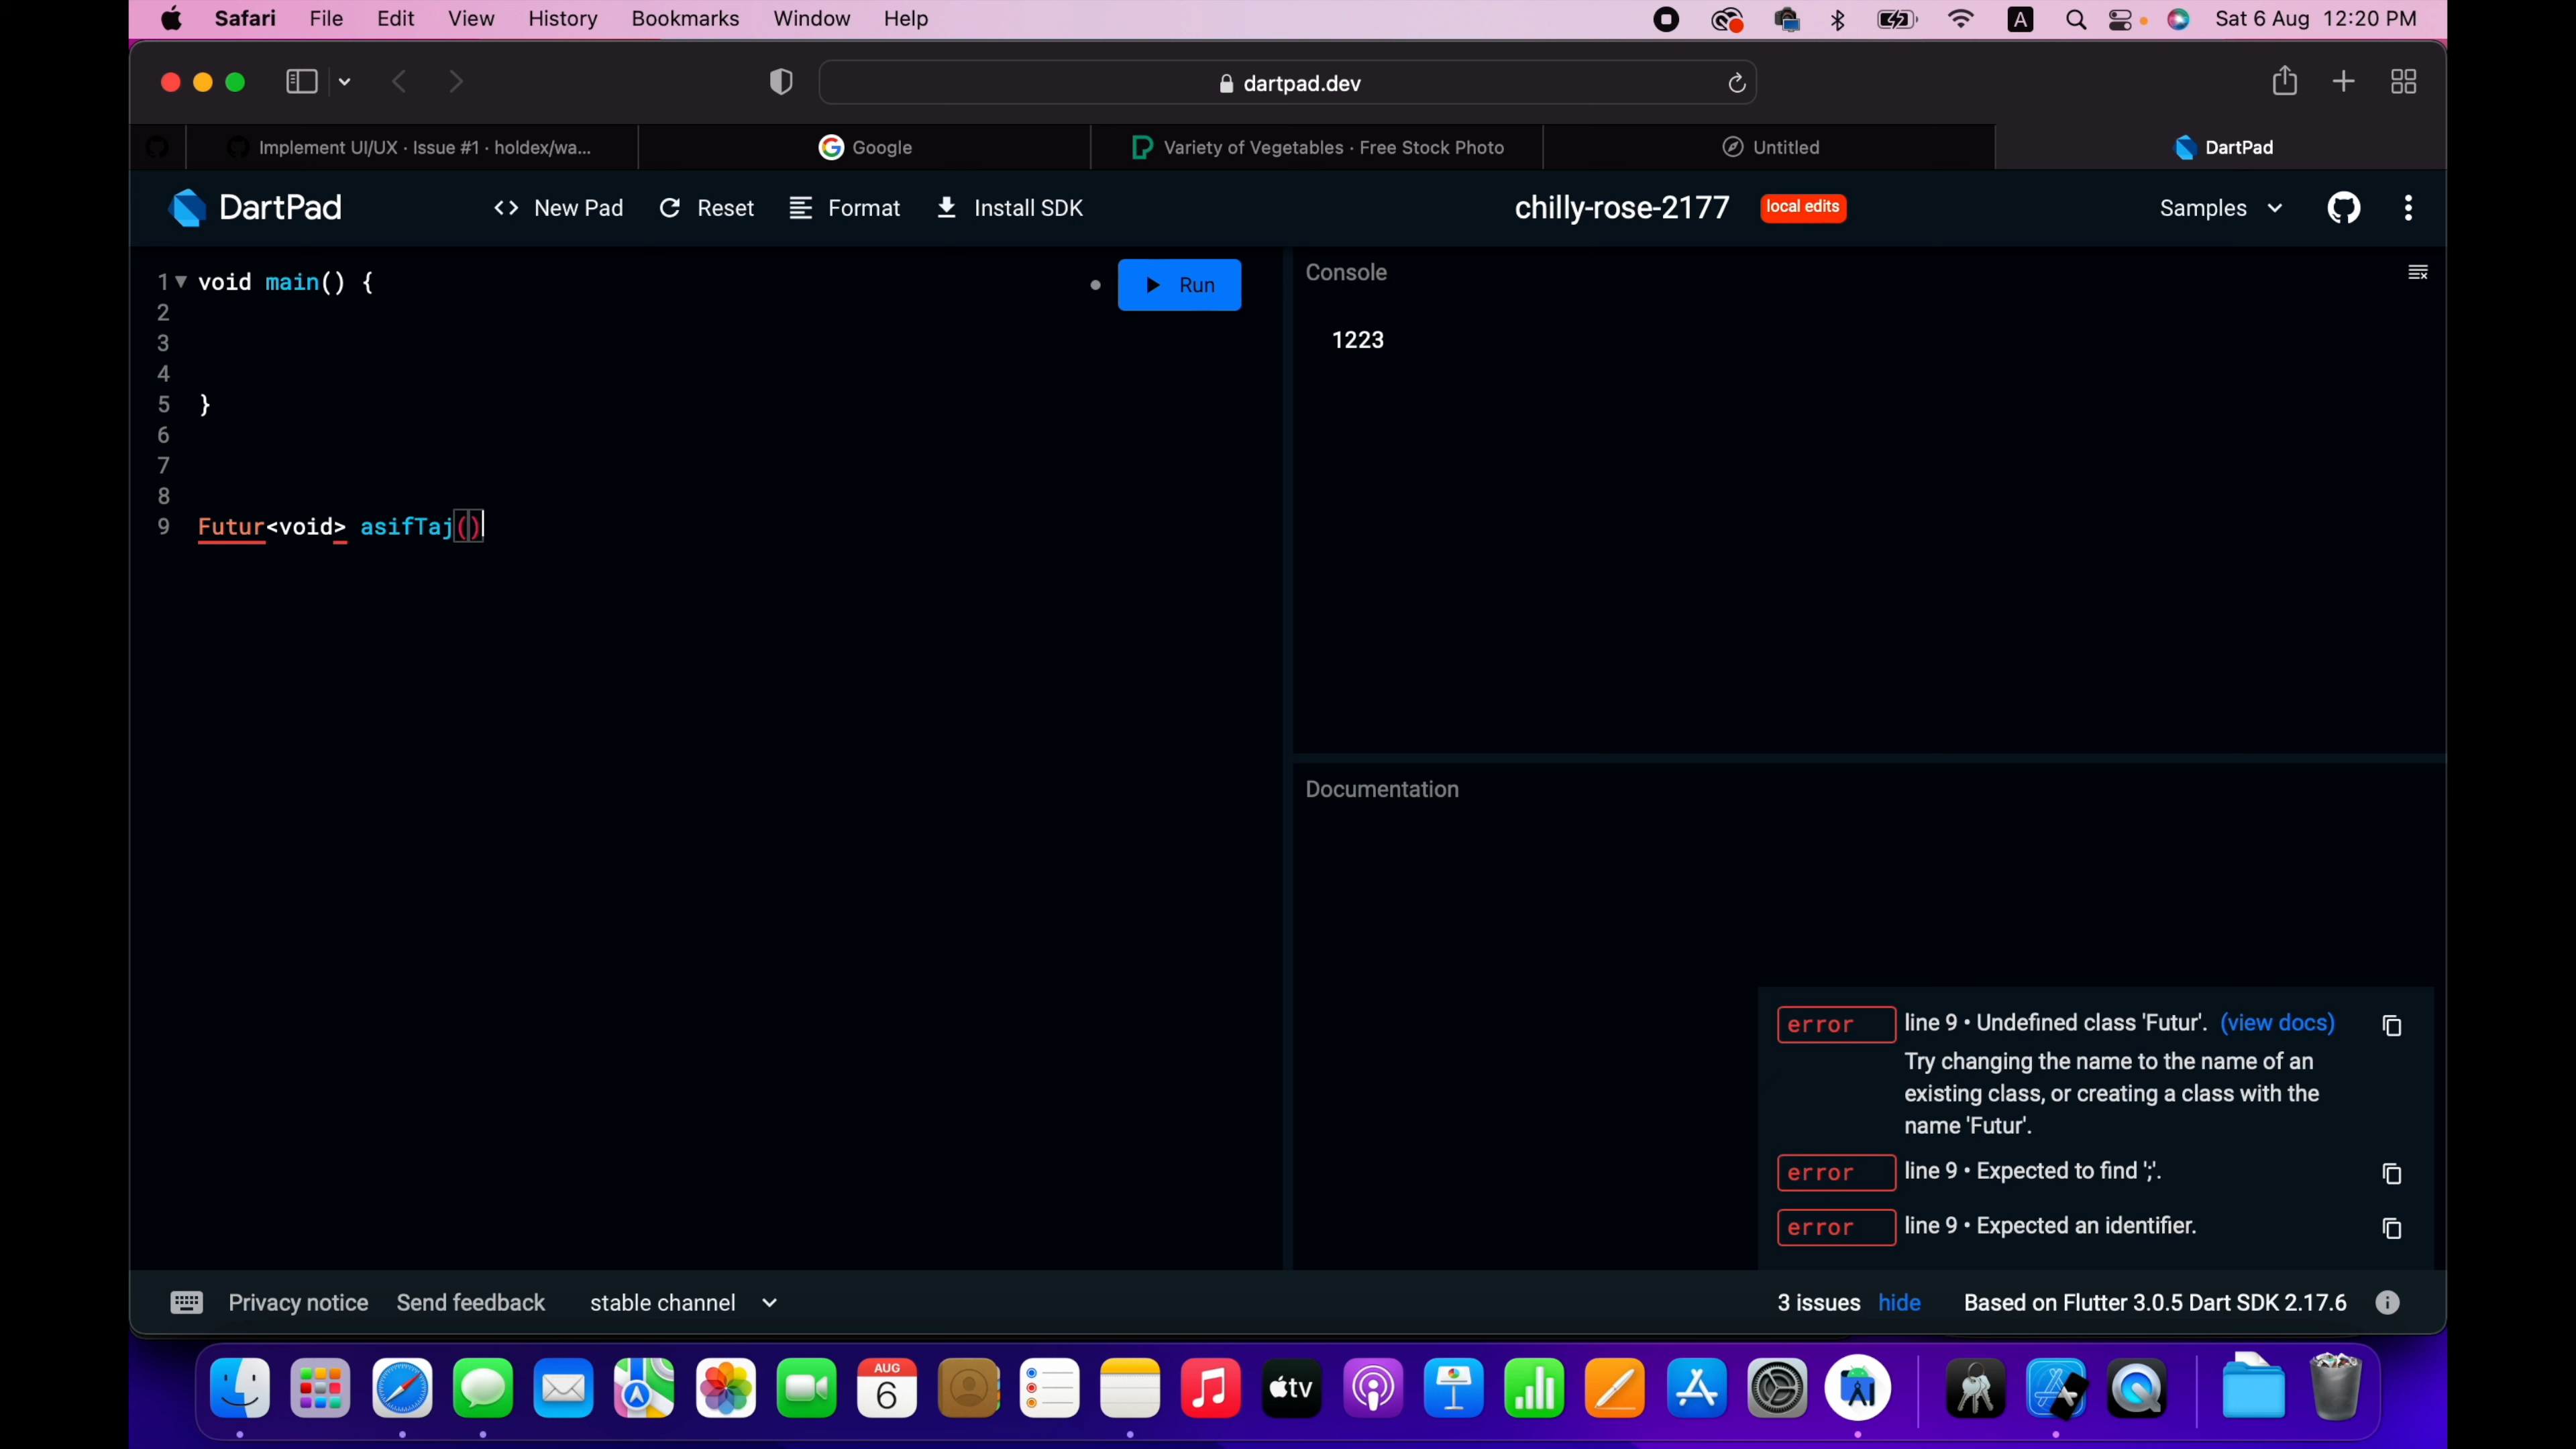 Safari File Edit View History Bookmarks Window Help A Sat 6 Aug 12:20 PM
dartpad.dev
Implement UI/UX · Issue #1 · holdex/wa... Google Variety of Vegetables · Free Stock Photo Untitled DartPad
DartPad <> New Pad Reset Format Install SDK chilly-rose-2177 local edits Samples
1 void main() { Run
2
3
4
5 }
6
7
8
9 Futur<void> asifTaj()
Console
1223
Documentation
error line 9 • Undefined class 'Futur'. (view docs)
Try changing the name to the name of an
existing class, or creating a class with the
name 'Futur'.
error line 9 • Expected to find ';'.
error line 9 • Expected an identifier.
Privacy notice Send feedback stable channel 3 issues hide Based on Flutter 3.0.5 Dart SDK 2.17.6
AUG
6
tv